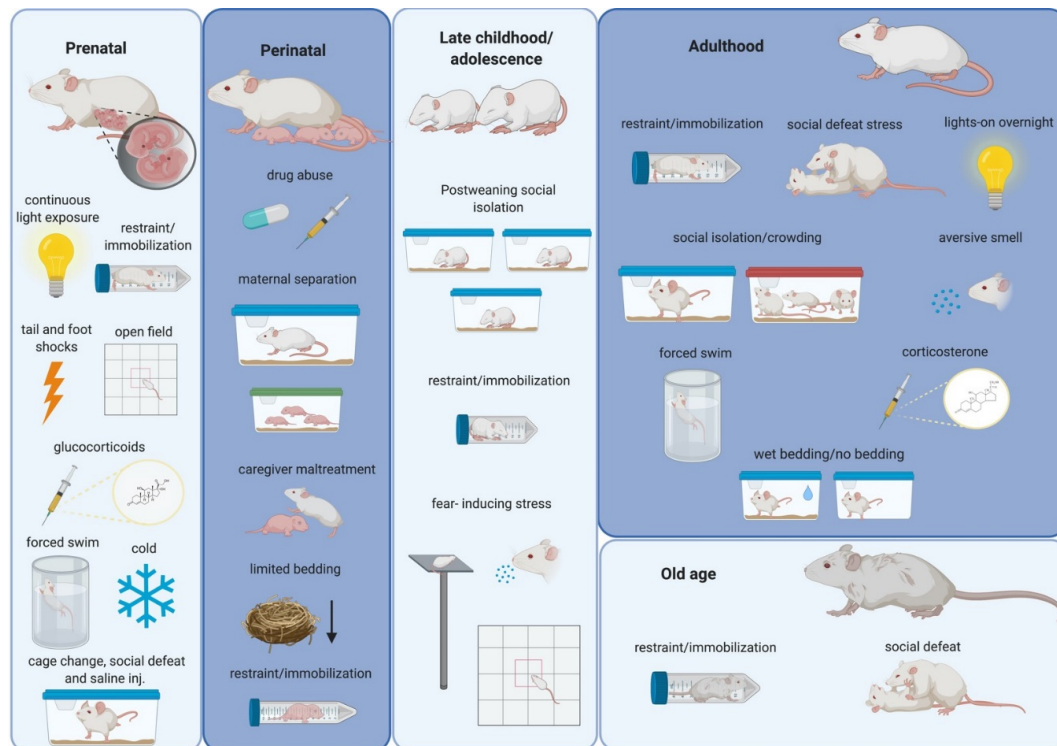 Prenatal
continuous
light exposure
restraint/
immobilization
tail and foot
shocks
open field
glucocorticoids
forced swim
cold
cage change, social defeat
and saline inj.
Perinatal
drug abuse
maternal separation
caregiver maltreatment
limited bedding
restraint/immobilization
Late childhood/
adolescence
Postweaning social
isolation
restraint/immobilization
fear- inducing stress
Adulthood
restraint/immobilization
social defeat stress
lights-on overnight
social isolation/crowding
aversive smell
forced swim
corticosterone
wet bedding/no bedding
Old age
restraint/immobilization
social defeat